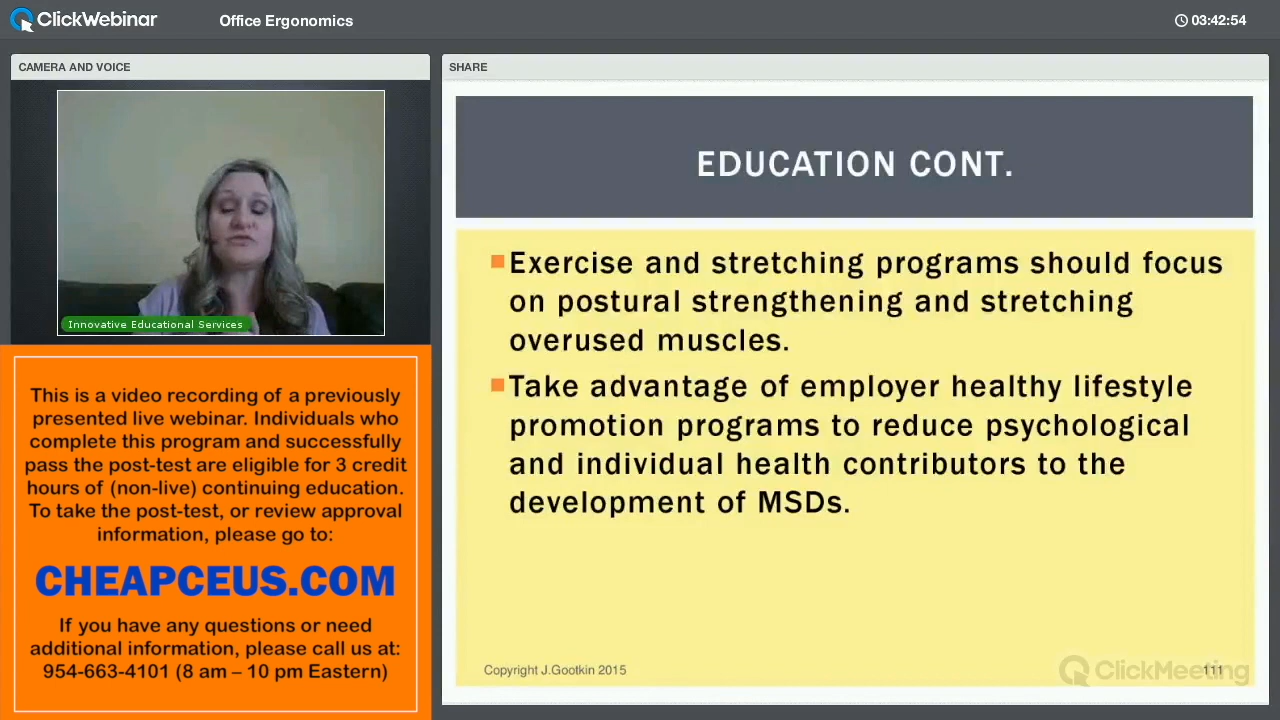 ClickWebinar
Office Ergonomics
03:42:54
CAMERA AND VOICE
Innovative Educational Services
This is a video recording of a previously
presented live webinar. Individuals who
complete this program and successfully
pass the post-test are eligible for 3 credit
hours of (non-live) continuing education.
To take the post-test, or review approval
information, please go to:
CHEAPCEUS.COM
If you have any questions or need
additional information, please call us at:
954-663-4101 (8 am – 10 pm Eastern)
SHARE
EDUCATION CONT.
Exercise and stretching programs should focus
on postural strengthening and stretching
overused muscles.
Take advantage of employer healthy lifestyle
promotion programs to reduce psychological
and individual health contributors to the
development of MSDs.
Copyright J.Gootkin 2015
111
ClickMeeting